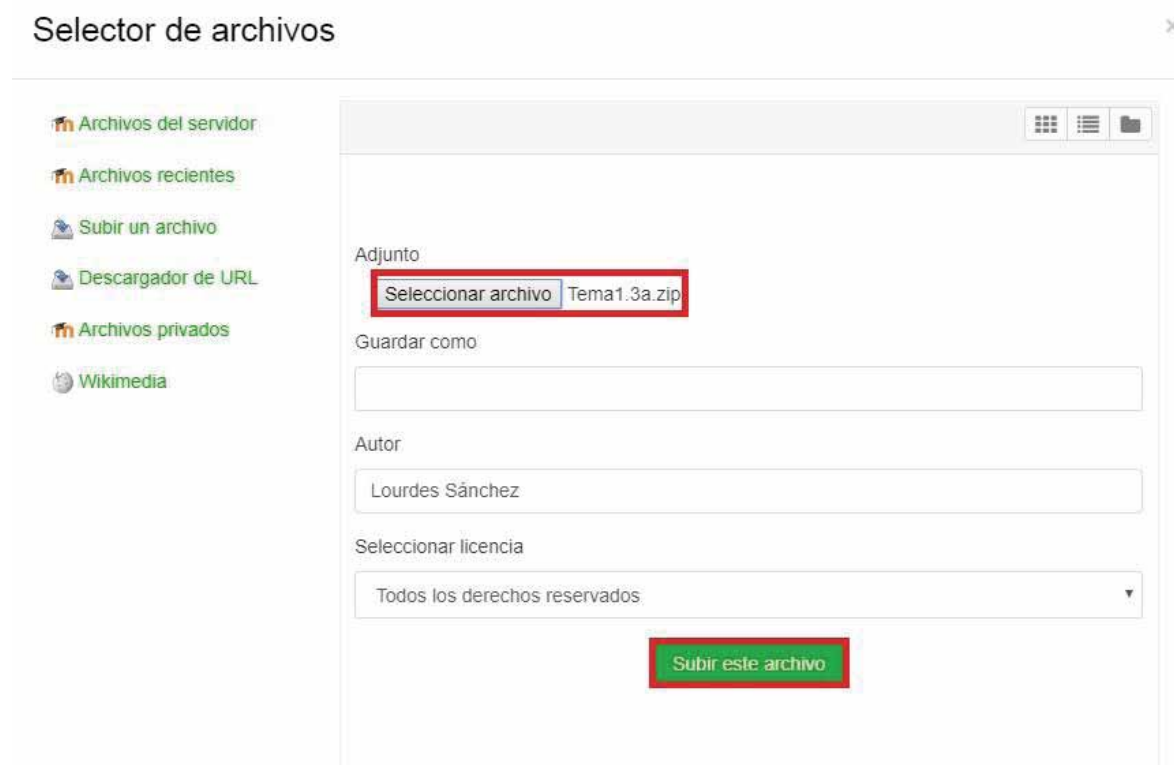 Selector de archivos
Archivos del servidor
Archivos recientes
Subir un archivo
Descargador de URL
Archivos privados
Wikimedia
Adjunto
Seleccionar archivo Tema1.3a.zip
Guardar como
Autor
Lourdes Sánchez
Seleccionar licencia
Todos los derechos reservados
Subir este archivo